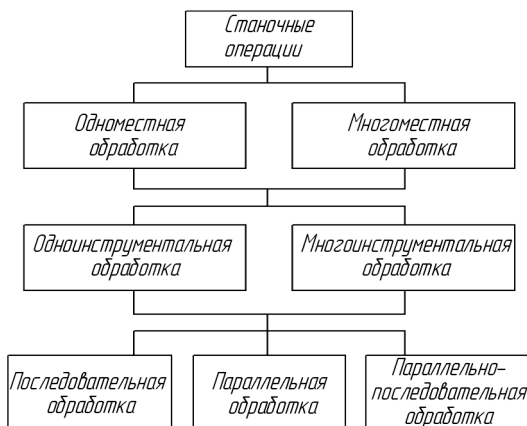 Станочные
операции
Одноместная
обработка
Многоместная
обработка
Одноинструментальная
обработка
Многоинструментальная
обработка
Последовательная
обработка
Параллельная
обработка
Параллельно-
последовательная
обработка